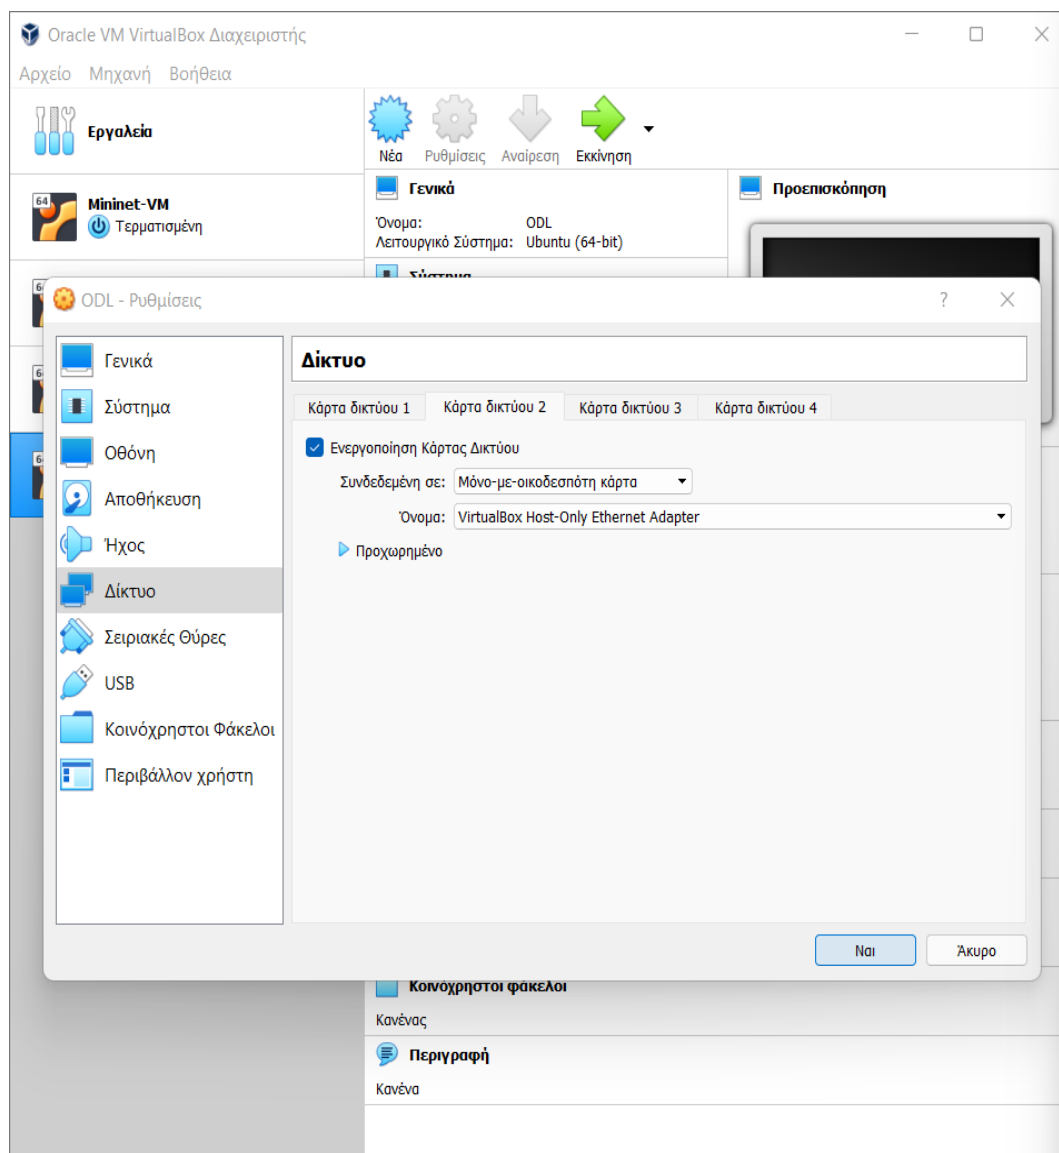 Oracle VM VirtualBox Διαχειριστής
Αρχείο Μηχανή Βοήθεια
Εργαλεία
Νέα Ρυθμίσεις Αναίρεση Εκκίνηση
64 Mininet-VM
Τερματισμένη
Γενικά
Όνομα: ODL
Λειτουργικό Σύστημα: Ubuntu (64-bit)
Προεπισκόπηση
Σύστημα
ODL - Ρυθμίσεις
Γενικά
Σύστημα
Οθόνη
Αποθήκευση
Ήχος
Δίκτυο
Σειριακές Θύρες
USB
Κοινόχρηστοι Φάκελοι
Περιβάλλον χρήστη
Δίκτυο
Κάρτα δικτύου 1 Κάρτα δικτύου 2 Κάρτα δικτύου 3 Κάρτα δικτύου 4
Ενεργοποίηση Κάρτας Δικτύου
Συνδεδεμένη σε: Μόνο-με-οικοδεσπότη κάρτα
Όνομα: VirtualBox Host-Only Ethernet Adapter
Προχωρημένο
Ναι Άκυρο
Κοινόχρηστοι φάκελοι
Κανένας
Περιγραφή
Κανένα